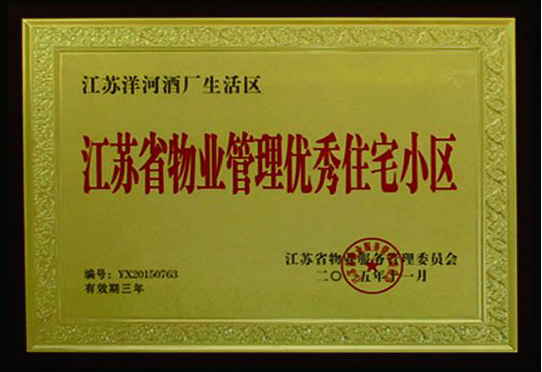 江苏洋河酒厂生活区
江苏省物业管理优秀住宅小区
江苏省物业服务管理委员会
二〇一五年十一月
编号：YX20150763
有效期三年